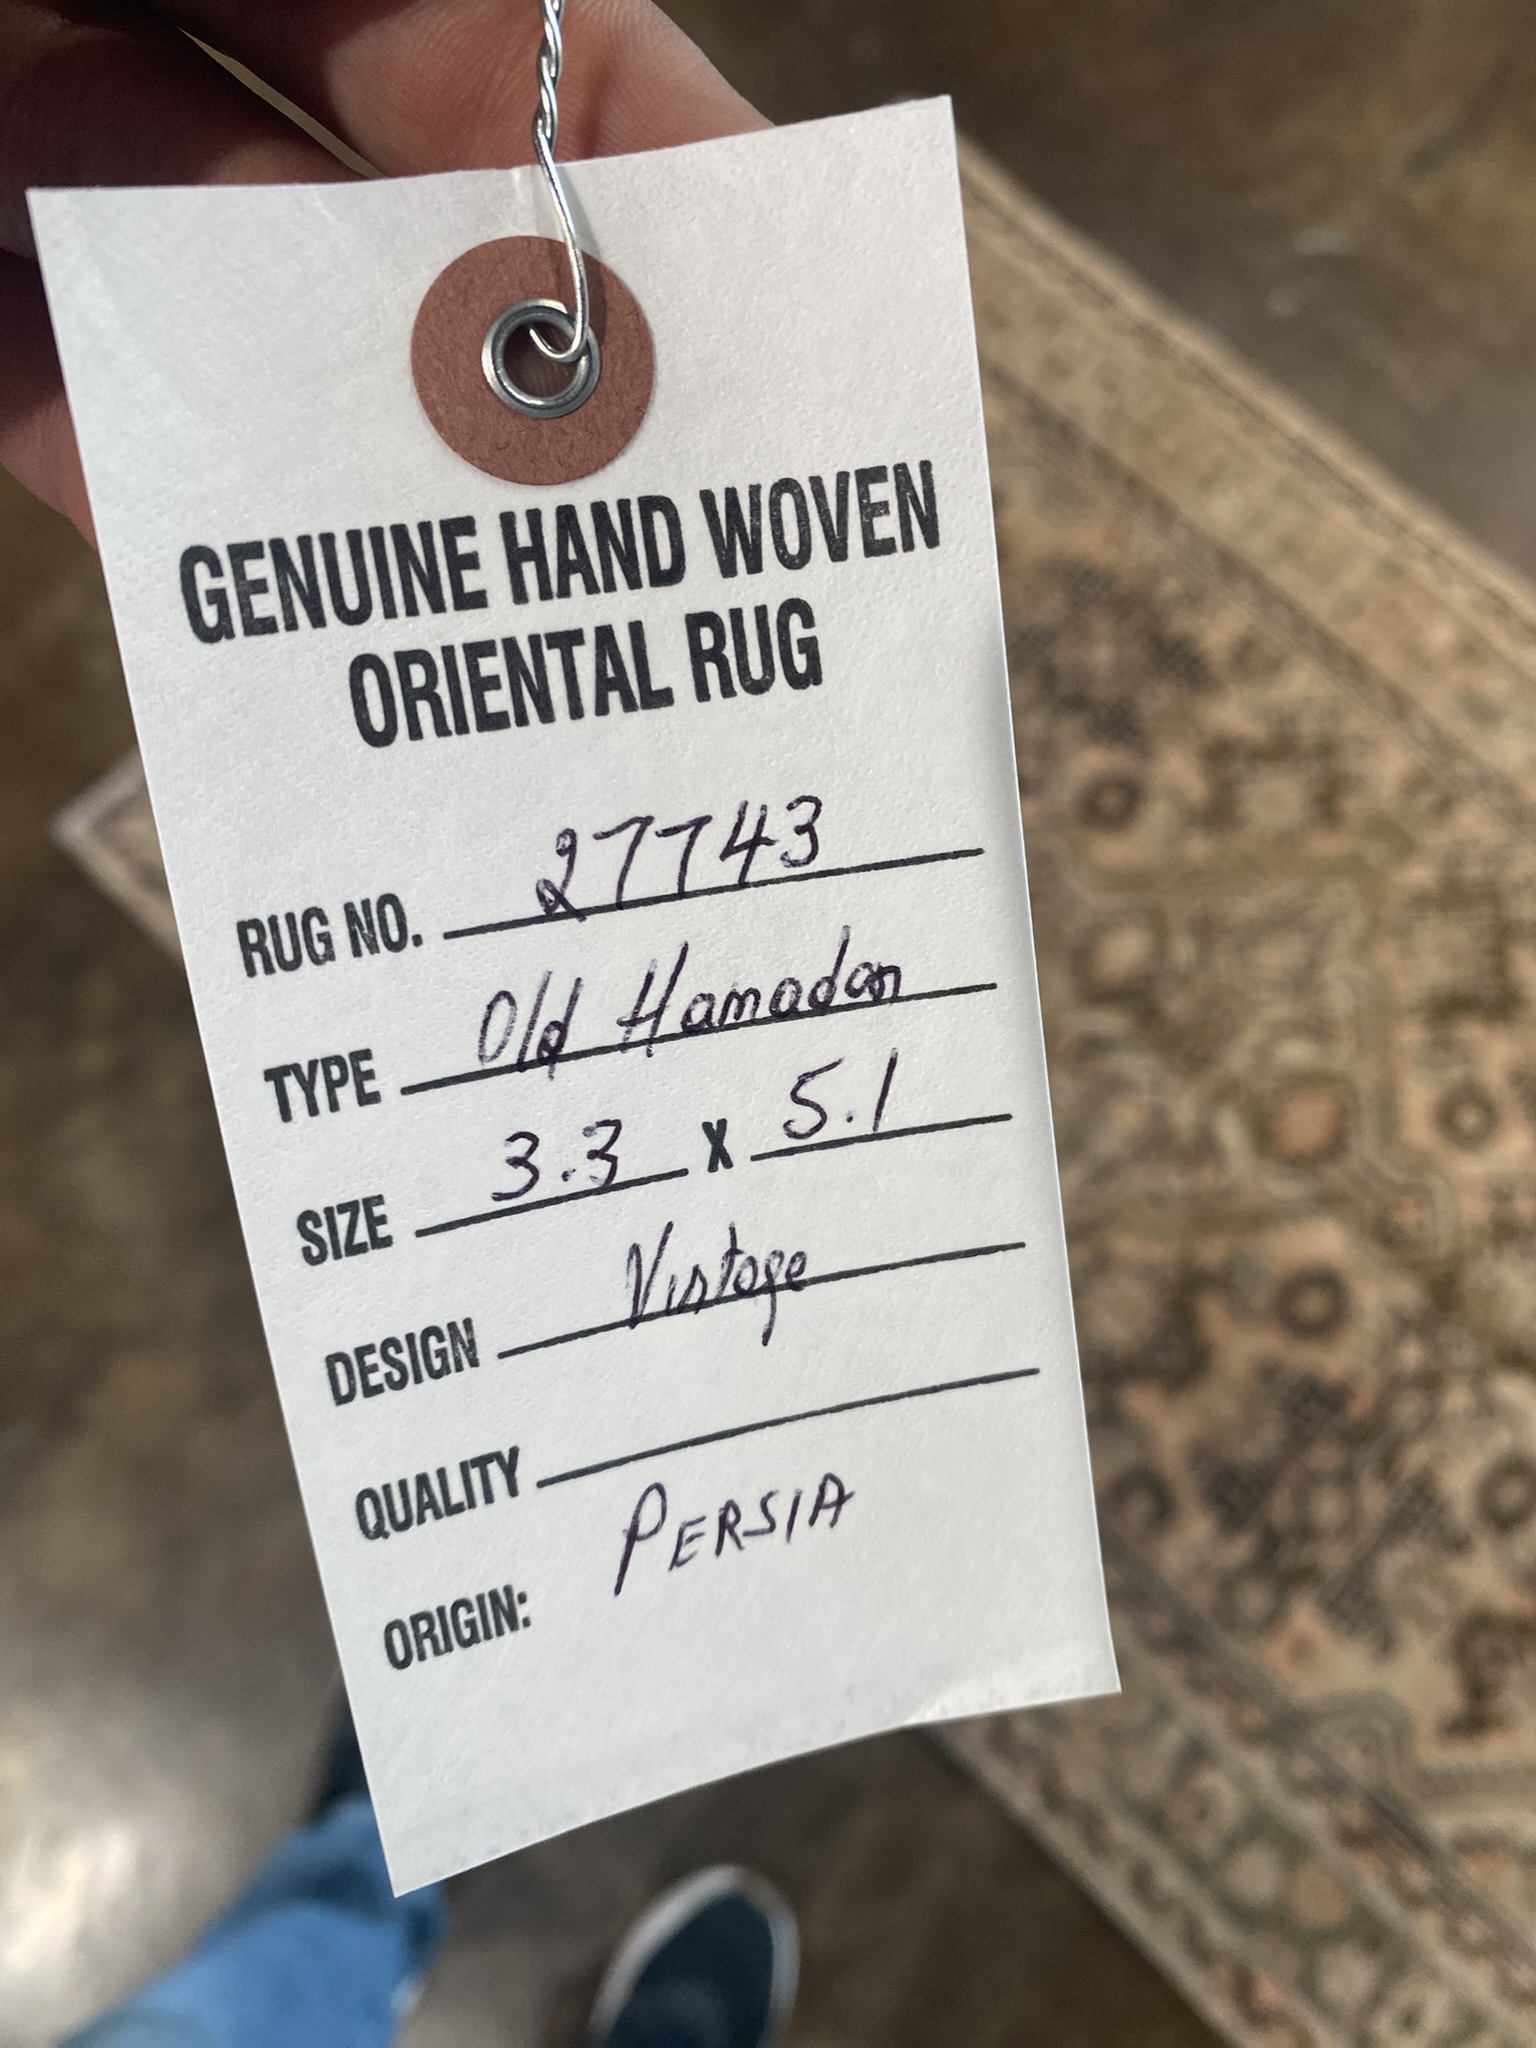 GENUINE HAND WOVEN
ORIENTAL RUG
RUG NO. 27743
TYPE Old Hamadan
SIZE 3.3 X 5.1
DESIGN Vintage
QUALITY
ORIGIN: PERSIA